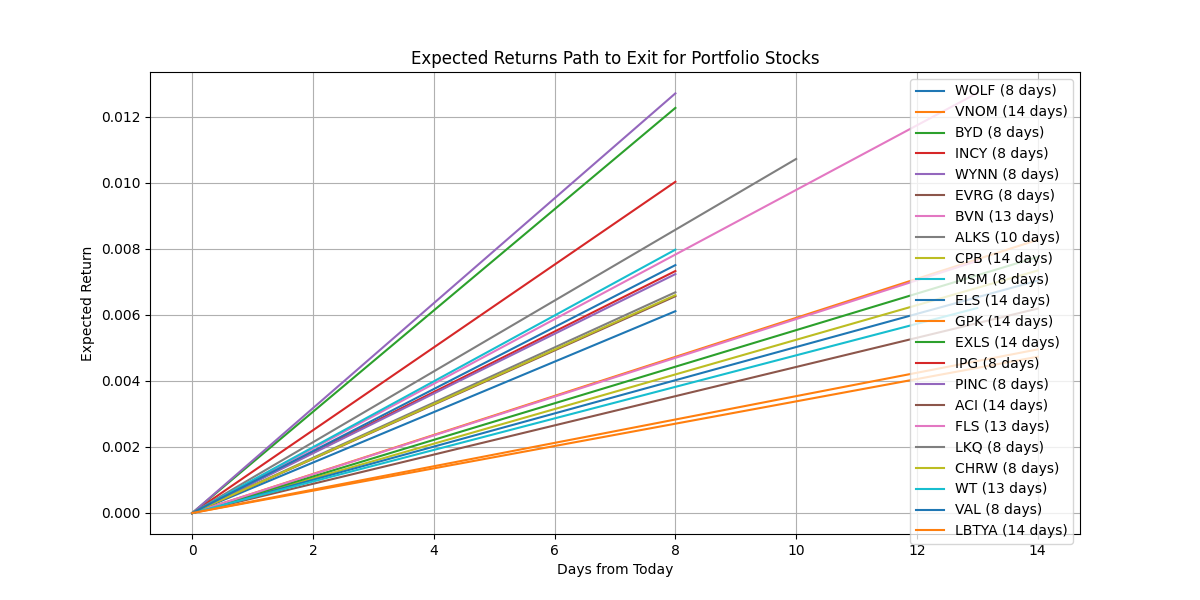 Expected Returns Path to Exit for Portfolio Stocks
Expected Return
0.012
0.010
0.008
0.006
0.004
0.002
0.000
0 2 4 6 8 10 12 14
Days from Today
WOLF (8 days)
VNOM (14 days)
BYD (8 days)
INCY (8 days)
WYNN (8 days)
EVRG (8 days)
BVN (13 days)
ALKS (10 days)
CPB (14 days)
MSM (8 days)
ELS (14 days)
GPK (14 days)
EXLS (14 days)
IPG (8 days)
PINC (8 days)
ACI (14 days)
FLS (13 days)
LKQ (8 days)
CHRW (8 days)
WT (13 days)
VAL (8 days)
LBTYA (14 days)